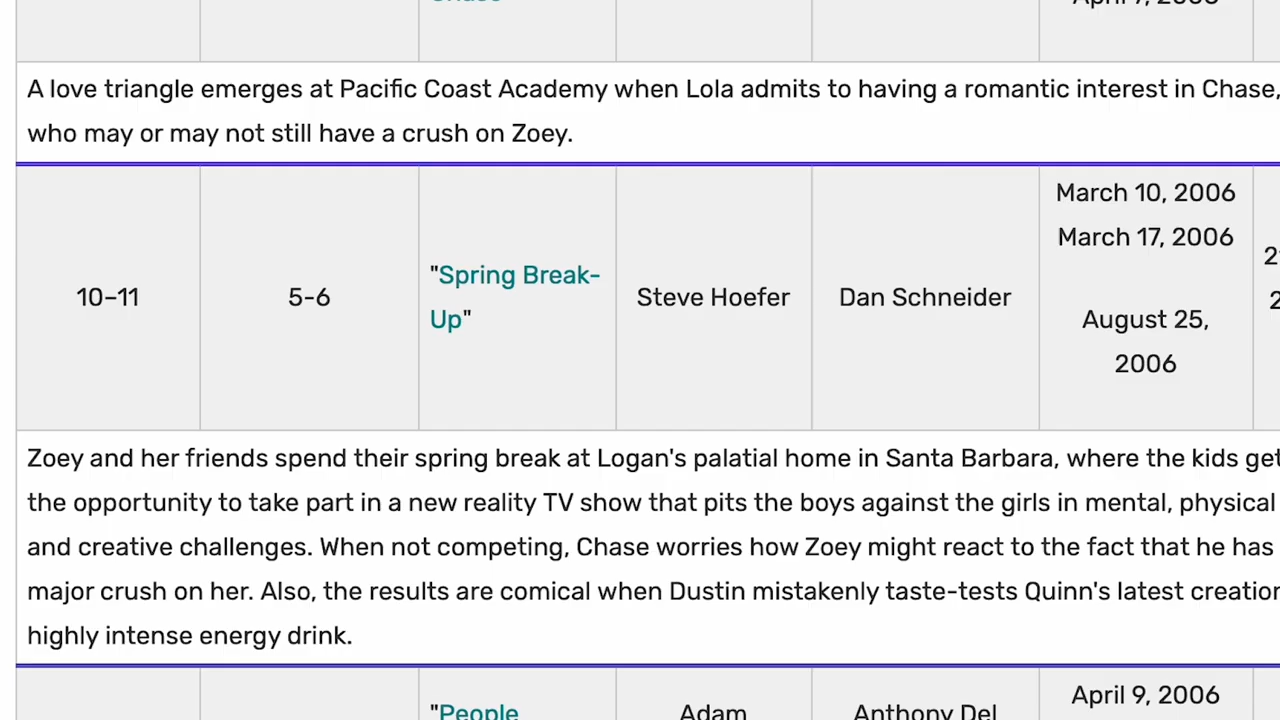 April 7, 2006
A love triangle emerges at Pacific Coast Academy when Lola admits to having a romantic interest in Chase,
who may or may not still have a crush on Zoey.
10–11
5-6
"Spring Break-
Up"
Steve Hoefer
Dan Schneider
March 10, 2006
March 17, 2006
August 25,
2006
Zoey and her friends spend their spring break at Logan's palatial home in Santa Barbara, where the kids get
the opportunity to take part in a new reality TV show that pits the boys against the girls in mental, physical
and creative challenges. When not competing, Chase worries how Zoey might react to the fact that he has
major crush on her. Also, the results are comical when Dustin mistakenly taste-tests Quinn's latest creation
highly intense energy drink.
"People
Adam
Anthony Del
April 9, 2006